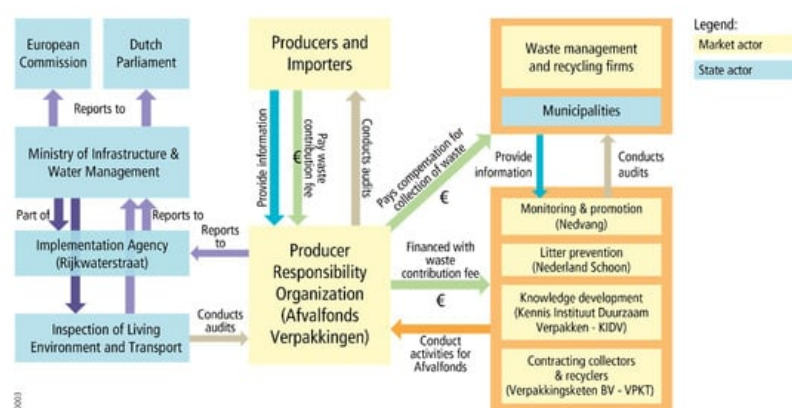 European
Commission
Dutch
Parliament
Reports to
Ministry of Infrastructure &
Water Management
Part of
Reports to
Implementation Agency
(Rijkwaterstraat)
Inspection of Living
Environment and Transport
Reports
to
Conducts
audits
Producers and
Importers
Provide information
€
Pay waste
contribution fee
Conducts audits
Producer
Responsibility
Organization
(Afvalfonds
Verpakkingen)
Pays compensation for
collection of waste
€
Financed with
waste
contribution fee
€
Conduct
activities for
Afvalfonds
Waste management
and recycling firms
Municipalities
Provide
information
Conducts
audits
Monitoring & promotion
(Nedvang)
Litter prevention
(Nederland Schoon)
Knowledge development
(Kennis Instituut Duurzaam
Verpakken - KIDV)
Contracting collectors
& recyclers
(Verpakkingsketen BV - VPKT)
Legend:
Market actor
State actor